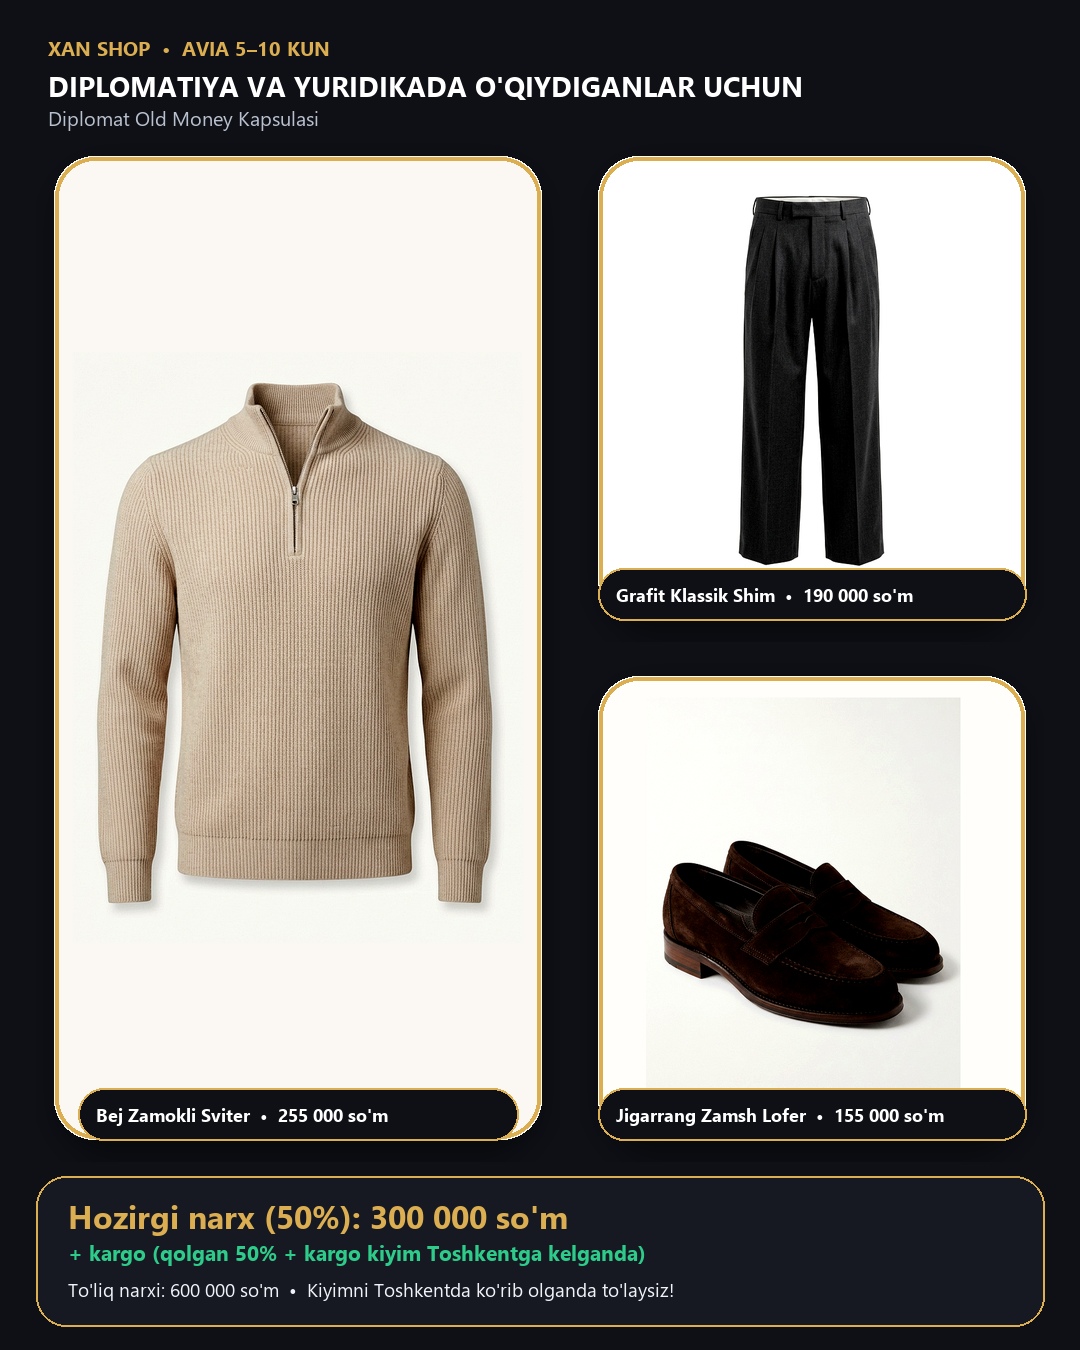 XAN SHOP • AVIA 5–10 KUN
DIPLOMATIYA VA YURIDIKADA O'QIYDIGANLAR UCHUN
Diplomat Old Money Kapsulasi
Grafit Klassik Shim • 190 000 so'm
Bej Zamokli Sviter • 255 000 so'm
Jigarrang Zamsh Lofer • 155 000 so'm
Hozirgi narx (50%): 300 000 so'm
+ kargo (qolgan 50% + kargo kiyim Toshkentga kelganda)
To'liq narxi: 600 000 so'm • Kiyimni Toshkentda ko'rib olganda to'laysiz!